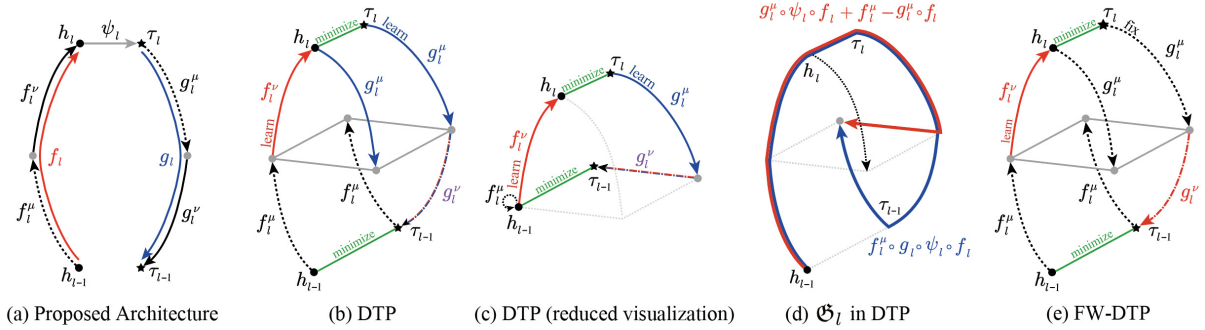 h_l
ψ_l
τ_l
f_l^ν
g_l^μ
f_l
g_l
f_l^μ
g_l^ν
h_{l-1}
τ_{l-1}
(a) Proposed Architecture
h_l
minimize
τ_l
learn
g_l^μ
f_l^ν
g_l^μ
learn
f_l^μ
g_l^ν
f_l^μ
τ_{l-1}
minimize
h_{l-1}
(b) DTP
τ_l
learn
h_l
minimize
g_l^μ
f_l^ν
learn
g_l^ν
minimize
τ_{l-1}
f_l^μ
h_{l-1}
(c) DTP (reduced visualization)
g_l^μ∘ψ_l∘f_l + f_l^μ−g_l^μ∘f_l
τ_l
h_l
τ_{l-1}
f_l^μ∘g_l∘ψ_l∘f_l
h_{l-1}
(d) 𝔊_l in DTP
τ_l
minimize
fix
h_l
g_l^μ
f_l^ν
g_l^μ
learn
f_l^μ
g_l^ν
f_l^μ
τ_{l-1}
minimize
h_{l-1}
(e) FW-DTP